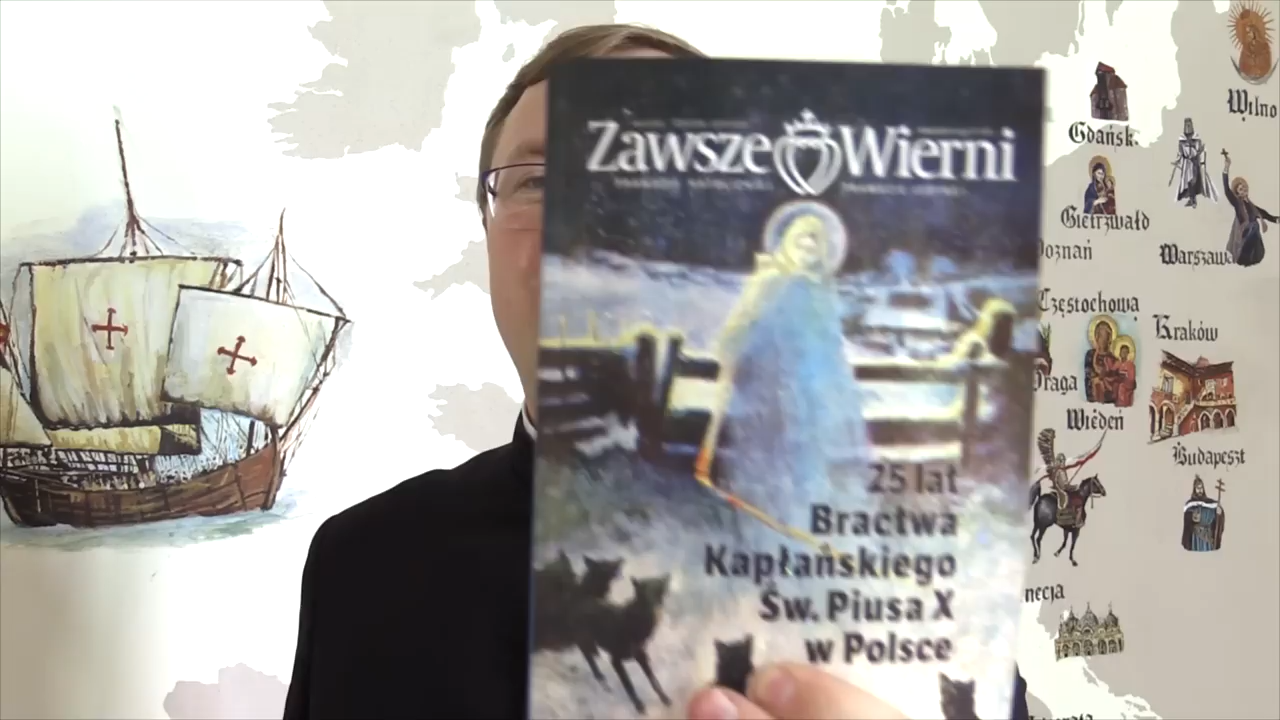 Zawsze Wierni
25 lat
Bractwa
Kapłańskiego
Św. Piusa X
w Polsce
Wilno
Gdańsk
Gietrzwałd
Poznań
Warszawa
Częstochowa
Kraków
Praga
Wiedeń
Budapeszt
necja